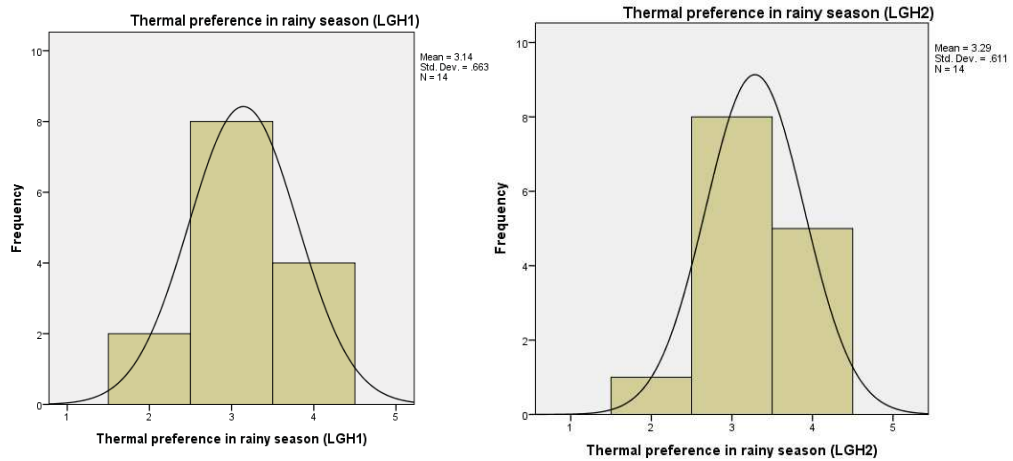 Thermal preference in rainy season (LGH1)
Mean = 3.14
Std. Dev. = .663
N = 14
10
8
6
4
2
0
Frequency
1 2 3 4 5
Thermal preference in rainy season (LGH1)
Thermal preference in rainy season (LGH2)
Mean = 3.29
Std. Dev. = .611
N = 14
10
8
6
4
2
0
Frequency
1 2 3 4 5
Thermal preference in rainy season (LGH2)